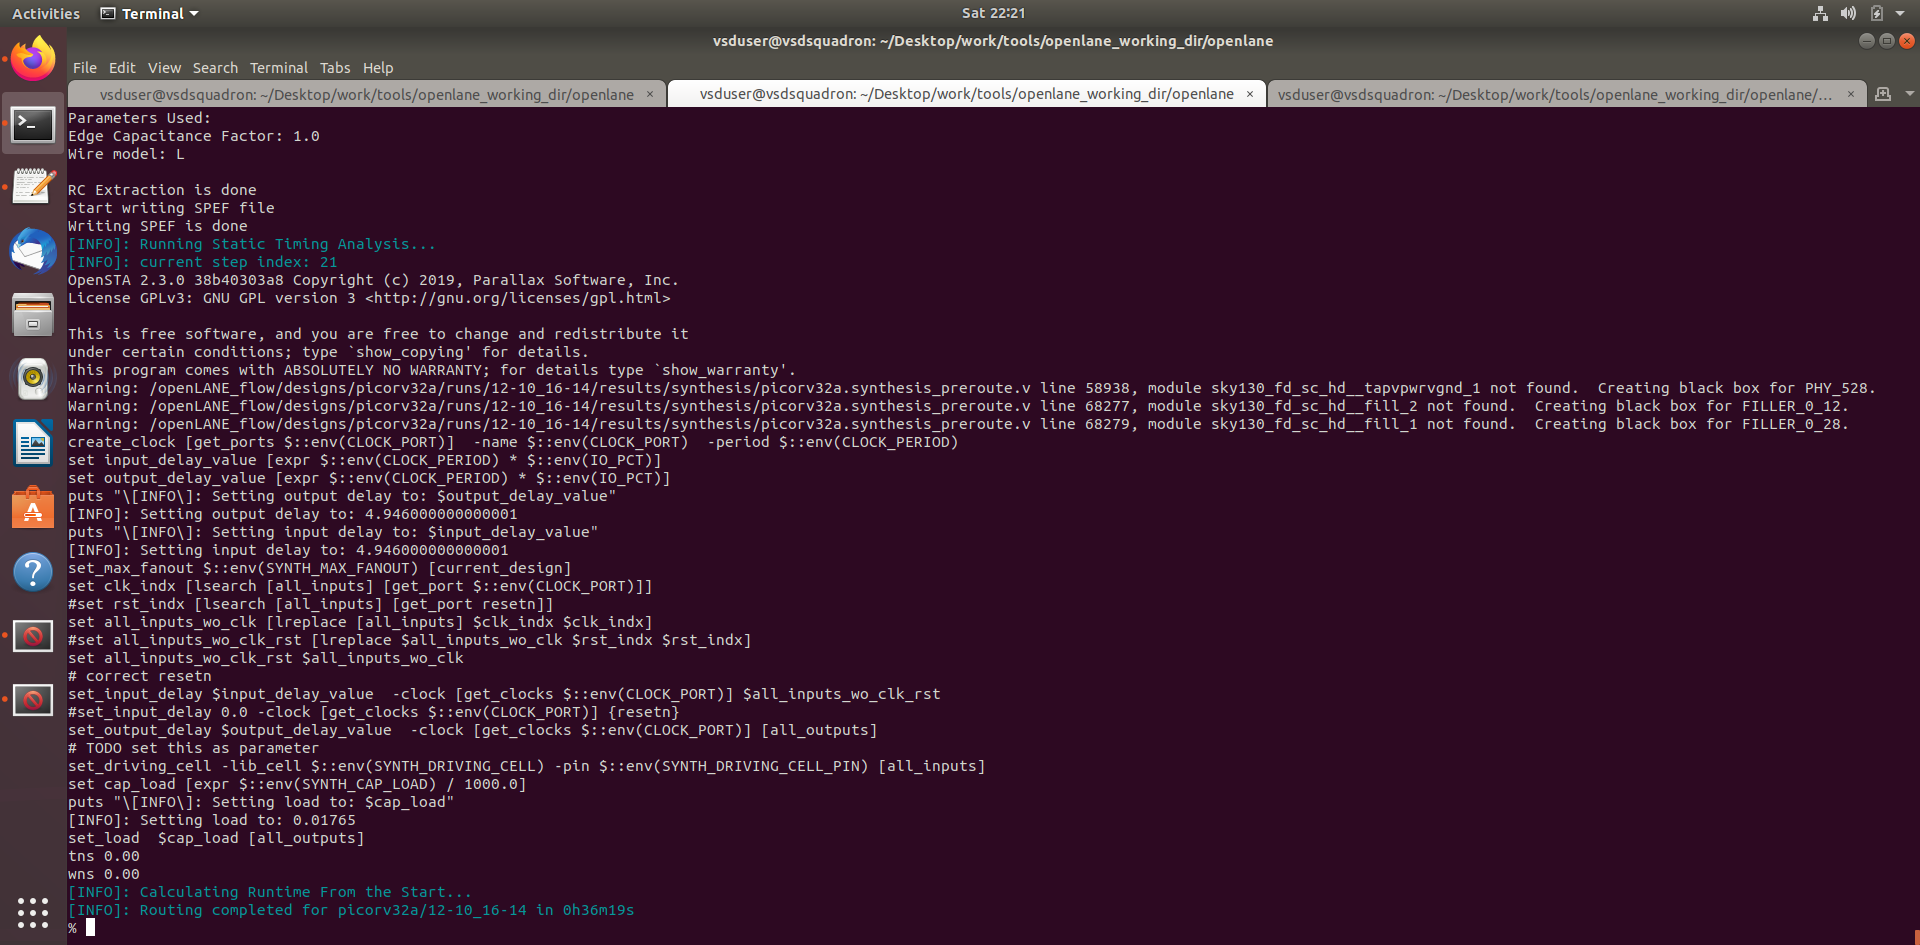 Activities
Terminal
Sat 22:21
vsduser@vsdsquadron: ~/Desktop/work/tools/openlane_working_dir/openlane
File Edit View Search Terminal Tabs Help
vsduser@vsdsquadron: ~/Desktop/work/tools/openlane_working_dir/openlane ×
vsduser@vsdsquadron: ~/Desktop/work/tools/openlane_working_dir/openlane ×
vsduser@vsdsquadron: ~/Desktop/work/tools/openlane_working_dir/openlane/... ×
Parameters Used:
Edge Capacitance Factor: 1.0
Wire model: L
RC Extraction is done
Start writing SPEF file
Writing SPEF is done
[INFO]: Running Static Timing Analysis...
[INFO]: current step index: 21
OpenSTA 2.3.0 38b40303a8 Copyright (c) 2019, Parallax Software, Inc.
License GPLv3: GNU GPL version 3 <http://gnu.org/licenses/gpl.html>
This is free software, and you are free to change and redistribute it
under certain conditions; type `show_copying' for details.
This program comes with ABSOLUTELY NO WARRANTY; for details type `show_warranty'.
Warning: /openLANE_flow/designs/picorv32a/runs/12-10_16-14/results/synthesis/picorv32a.synthesis_preroute.v line 58938, module sky130_fd_sc_hd__tapvpwrvgnd_1 not found.  Creating black box for PHY_528.
Warning: /openLANE_flow/designs/picorv32a/runs/12-10_16-14/results/synthesis/picorv32a.synthesis_preroute.v line 68277, module sky130_fd_sc_hd__fill_2 not found.  Creating black box for FILLER_0_12.
Warning: /openLANE_flow/designs/picorv32a/runs/12-10_16-14/results/synthesis/picorv32a.synthesis_preroute.v line 68279, module sky130_fd_sc_hd__fill_1 not found.  Creating black box for FILLER_0_28.
create_clock [get_ports $::env(CLOCK_PORT)]  -name $::env(CLOCK_PORT)  -period $::env(CLOCK_PERIOD)
set input_delay_value [expr $::env(CLOCK_PERIOD) * $::env(IO_PCT)]
set output_delay_value [expr $::env(CLOCK_PERIOD) * $::env(IO_PCT)]
puts "\[INFO\]: Setting output delay to: $output_delay_value"
[INFO]: Setting output delay to: 4.946000000000001
puts "\[INFO\]: Setting input delay to: $input_delay_value"
[INFO]: Setting input delay to: 4.946000000000001
set_max_fanout $::env(SYNTH_MAX_FANOUT) [current_design]
set clk_indx [lsearch [all_inputs] [get_port $::env(CLOCK_PORT)]]
#set rst_indx [lsearch [all_inputs] [get_port resetn]]
set all_inputs_wo_clk [lreplace [all_inputs] $clk_indx $clk_indx]
#set all_inputs_wo_clk_rst [lreplace $all_inputs_wo_clk $rst_indx $rst_indx]
set all_inputs_wo_clk_rst $all_inputs_wo_clk
# correct resetn
set_input_delay $input_delay_value  -clock [get_clocks $::env(CLOCK_PORT)] $all_inputs_wo_clk_rst
#set_input_delay 0.0 -clock [get_clocks $::env(CLOCK_PORT)] {resetn}
set_output_delay $output_delay_value  -clock [get_clocks $::env(CLOCK_PORT)] [all_outputs]
# TODO set this as parameter
set_driving_cell -lib_cell $::env(SYNTH_DRIVING_CELL) -pin $::env(SYNTH_DRIVING_CELL_PIN) [all_inputs]
set cap_load [expr $::env(SYNTH_CAP_LOAD) / 1000.0]
puts "\[INFO\]: Setting load to: $cap_load"
[INFO]: Setting load to: 0.01765
set_load  $cap_load [all_outputs]
tns 0.00
wns 0.00
[INFO]: Calculating Runtime From the Start...
[INFO]: Routing completed for picorv32a/12-10_16-14 in 0h36m19s
%